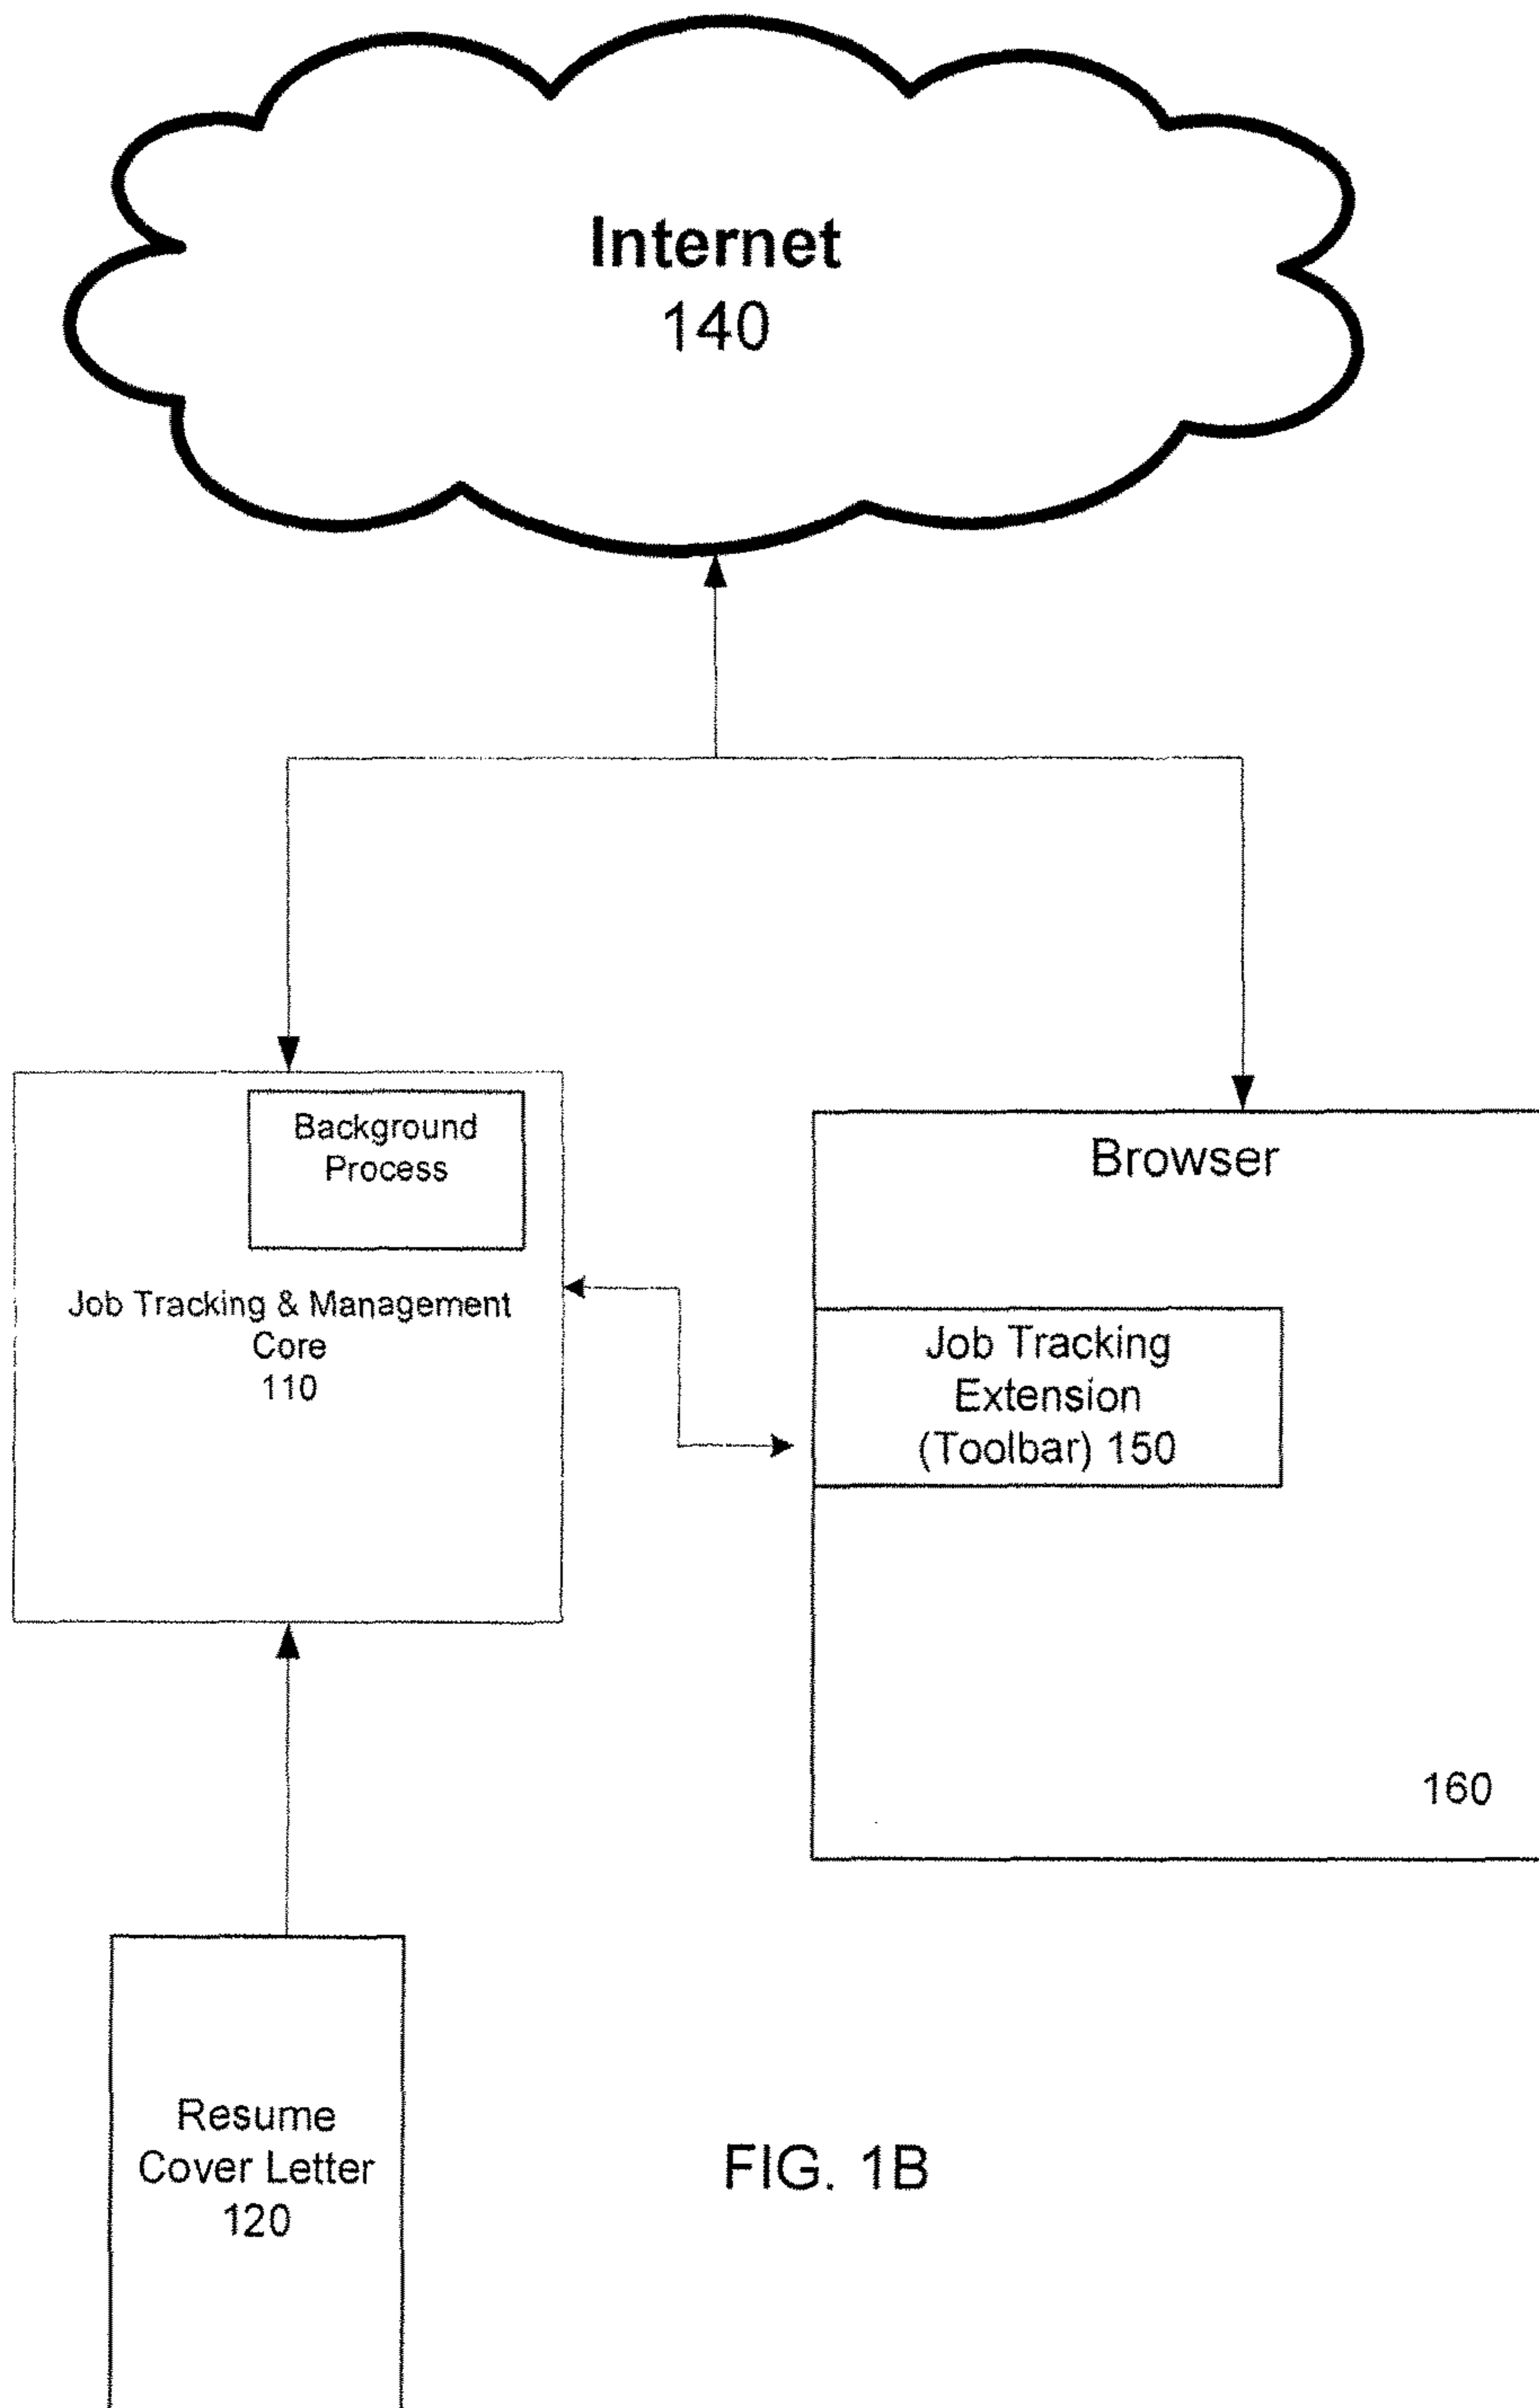 Internet
140
Background
Process
Job Tracking & Management
Core
110
Browser
Job Tracking
Extension
(Toolbar) 150
160
Resume
Cover Letter
120
FIG. 1B